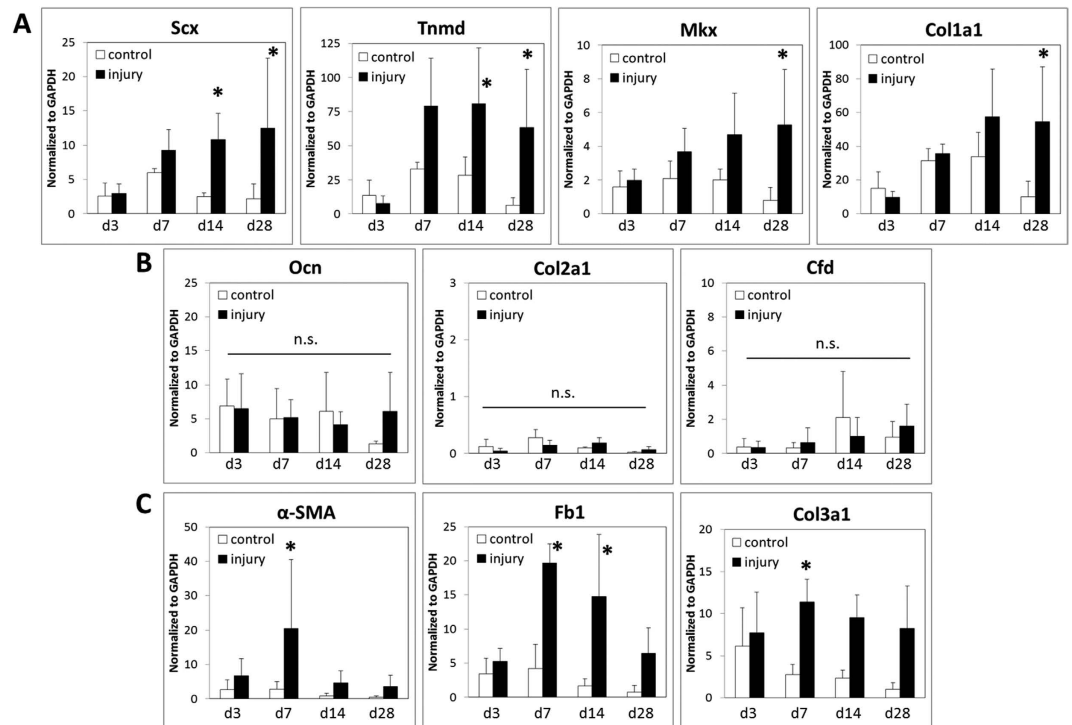 A
Scx
Normalized to GAPDH
25
20
15
10
5
0
control
injury
*
*
d3 d7 d14 d28
Tnmd
Normalized to GAPDH
125
100
75
50
25
0
control
injury
*
*
d3 d7 d14 d28
Mkx
Normalized to GAPDH
10
8
6
4
2
0
control
injury
*
d3 d7 d14 d28
Col1a1
Normalized to GAPDH
100
80
60
40
20
0
control
injury
*
d3 d7 d14 d28
B
Ocn
Normalized to GAPDH
25
20
15
10
5
0
control
injury
n.s.
d3 d7 d14 d28
Col2a1
Normalized to GAPDH
3
2
1
0
control
injury
n.s.
d3 d7 d14 d28
Cfd
Normalized to GAPDH
10
8
6
4
2
0
control
injury
n.s.
d3 d7 d14 d28
C
α-SMA
Normalized to GAPDH
50
40
30
20
10
0
control
injury
*
d3 d7 d14 d28
Fb1
Normalized to GAPDH
25
20
15
10
5
0
control
injury
*
*
d3 d7 d14 d28
Col3a1
Normalized to GAPDH
20
15
10
5
0
control
injury
*
d3 d7 d14 d28